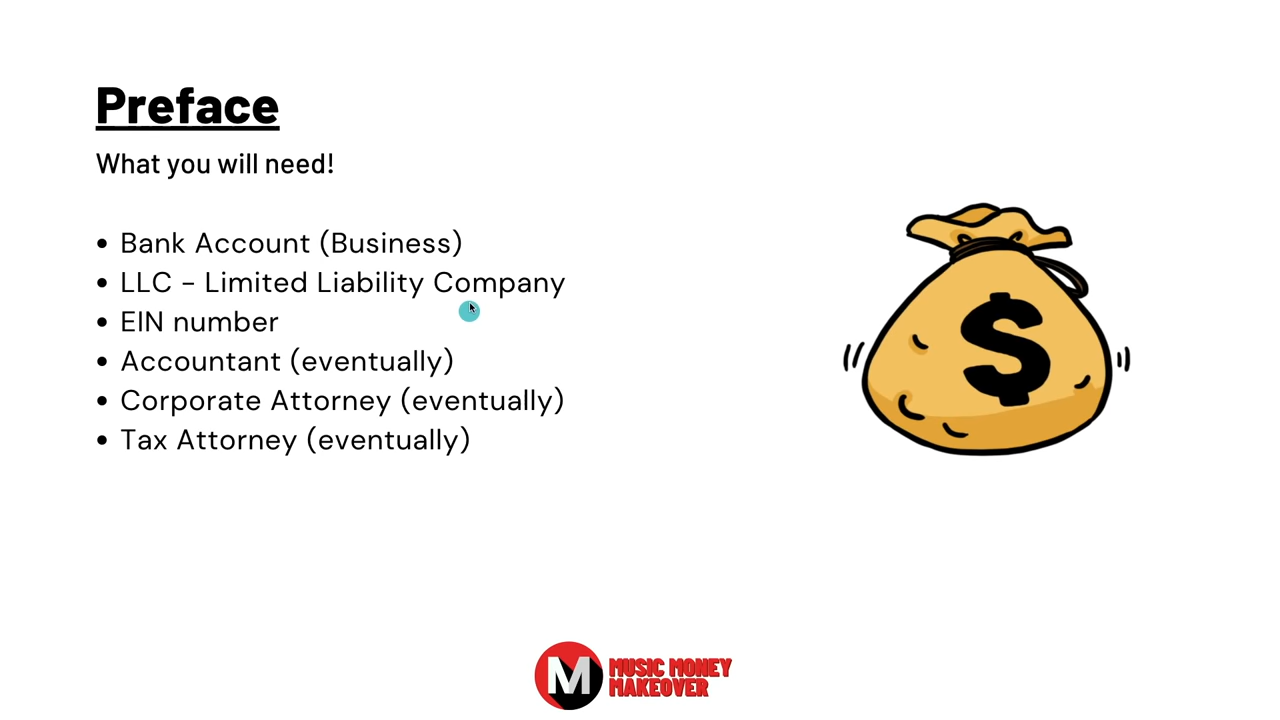 Preface
What you will need!
• Bank Account (Business)
• LLC - Limited Liability Company
• EIN number
• Accountant (eventually)
• Corporate Attorney (eventually)
• Tax Attorney (eventually)
$
M
MUSIC MONEY
MAKEOVER